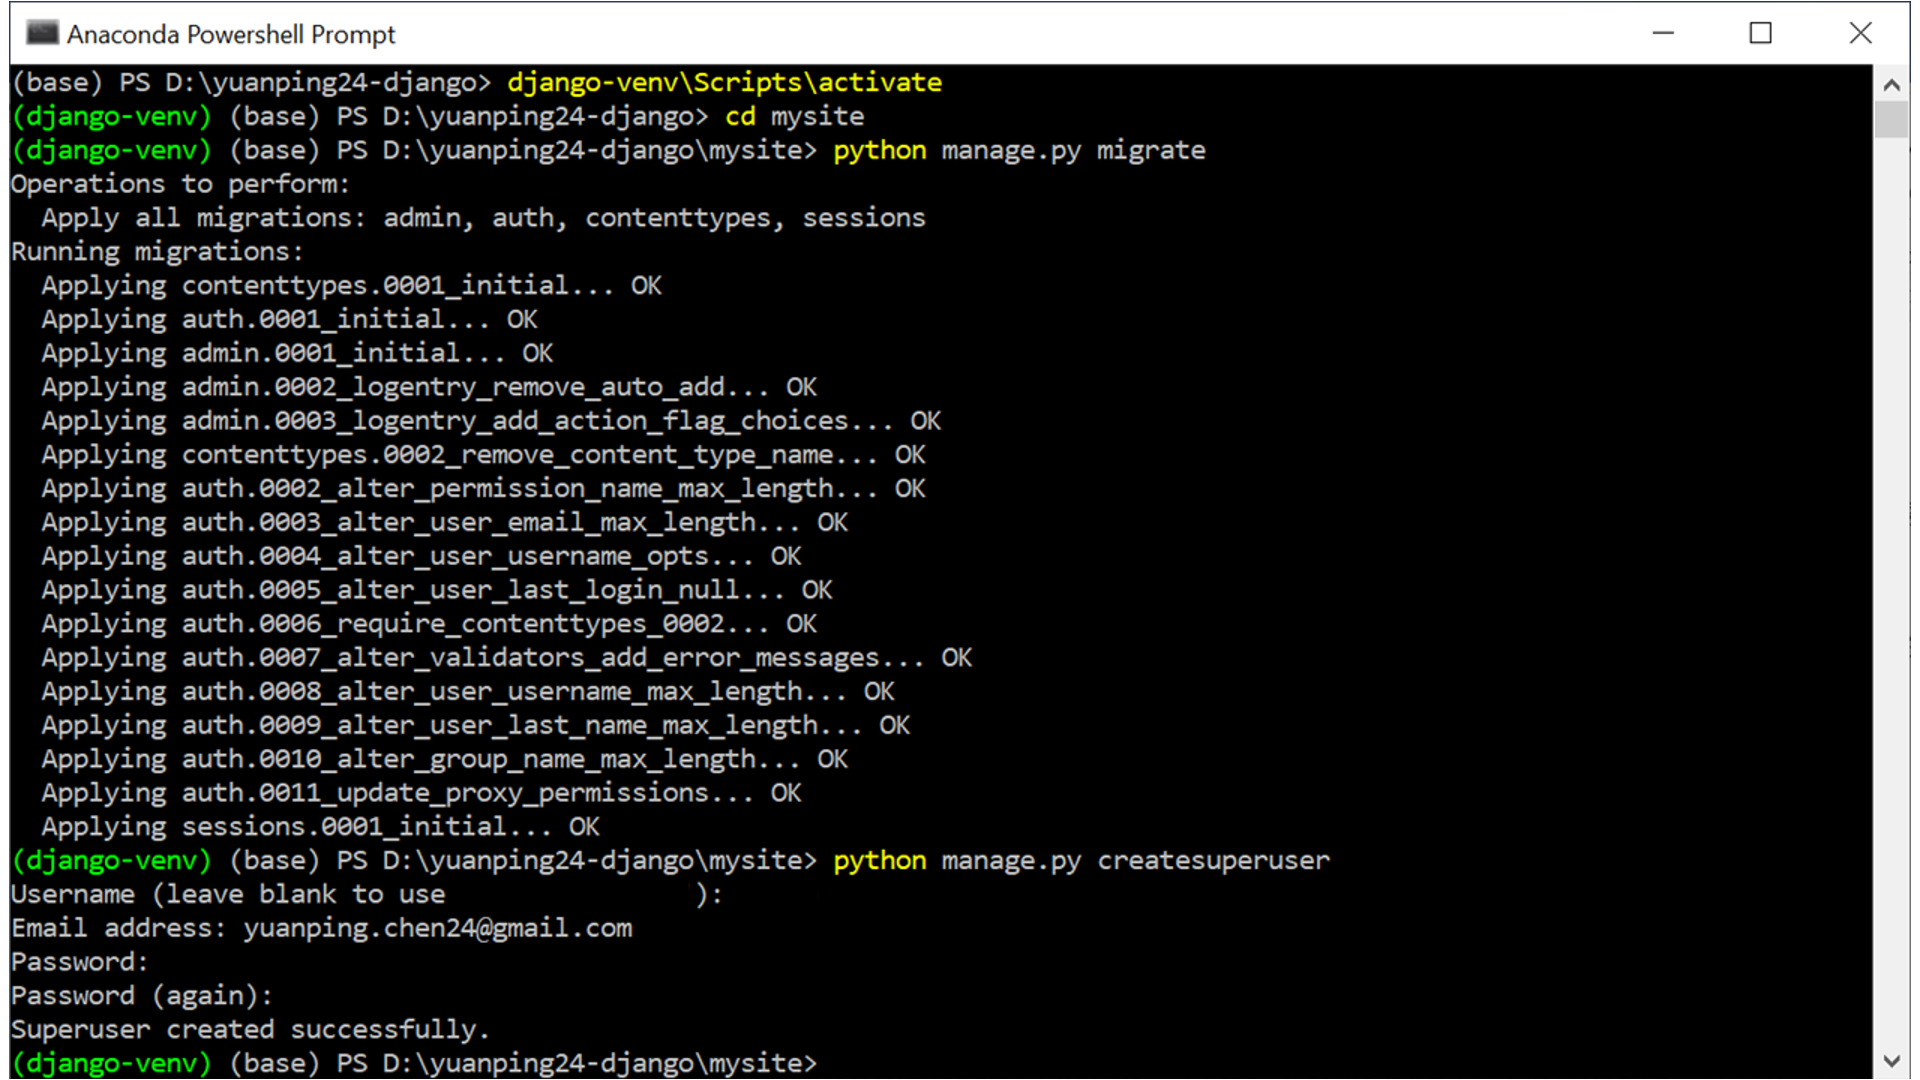 Anaconda Powershell Prompt
(base) PS D:\yuanping24-django> django-venv\Scripts\activate
(django-venv) (base) PS D:\yuanping24-django> cd mysite
(django-venv) (base) PS D:\yuanping24-django\mysite> python manage.py migrate
Operations to perform:
  Apply all migrations: admin, auth, contenttypes, sessions
Running migrations:
  Applying contenttypes.0001_initial... OK
  Applying auth.0001_initial... OK
  Applying admin.0001_initial... OK
  Applying admin.0002_logentry_remove_auto_add... OK
  Applying admin.0003_logentry_add_action_flag_choices... OK
  Applying contenttypes.0002_remove_content_type_name... OK
  Applying auth.0002_alter_permission_name_max_length... OK
  Applying auth.0003_alter_user_email_max_length... OK
  Applying auth.0004_alter_user_username_opts... OK
  Applying auth.0005_alter_user_last_login_null... OK
  Applying auth.0006_require_contenttypes_0002... OK
  Applying auth.0007_alter_validators_add_error_messages... OK
  Applying auth.0008_alter_user_username_max_length... OK
  Applying auth.0009_alter_user_last_name_max_length... OK
  Applying auth.0010_alter_group_name_max_length... OK
  Applying auth.0011_update_proxy_permissions... OK
  Applying sessions.0001_initial... OK
(django-venv) (base) PS D:\yuanping24-django\mysite> python manage.py createsuperuser
Username (leave blank to use                ):
Email address: yuanping.chen24@gmail.com
Password:
Password (again):
Superuser created successfully.
(django-venv) (base) PS D:\yuanping24-django\mysite>